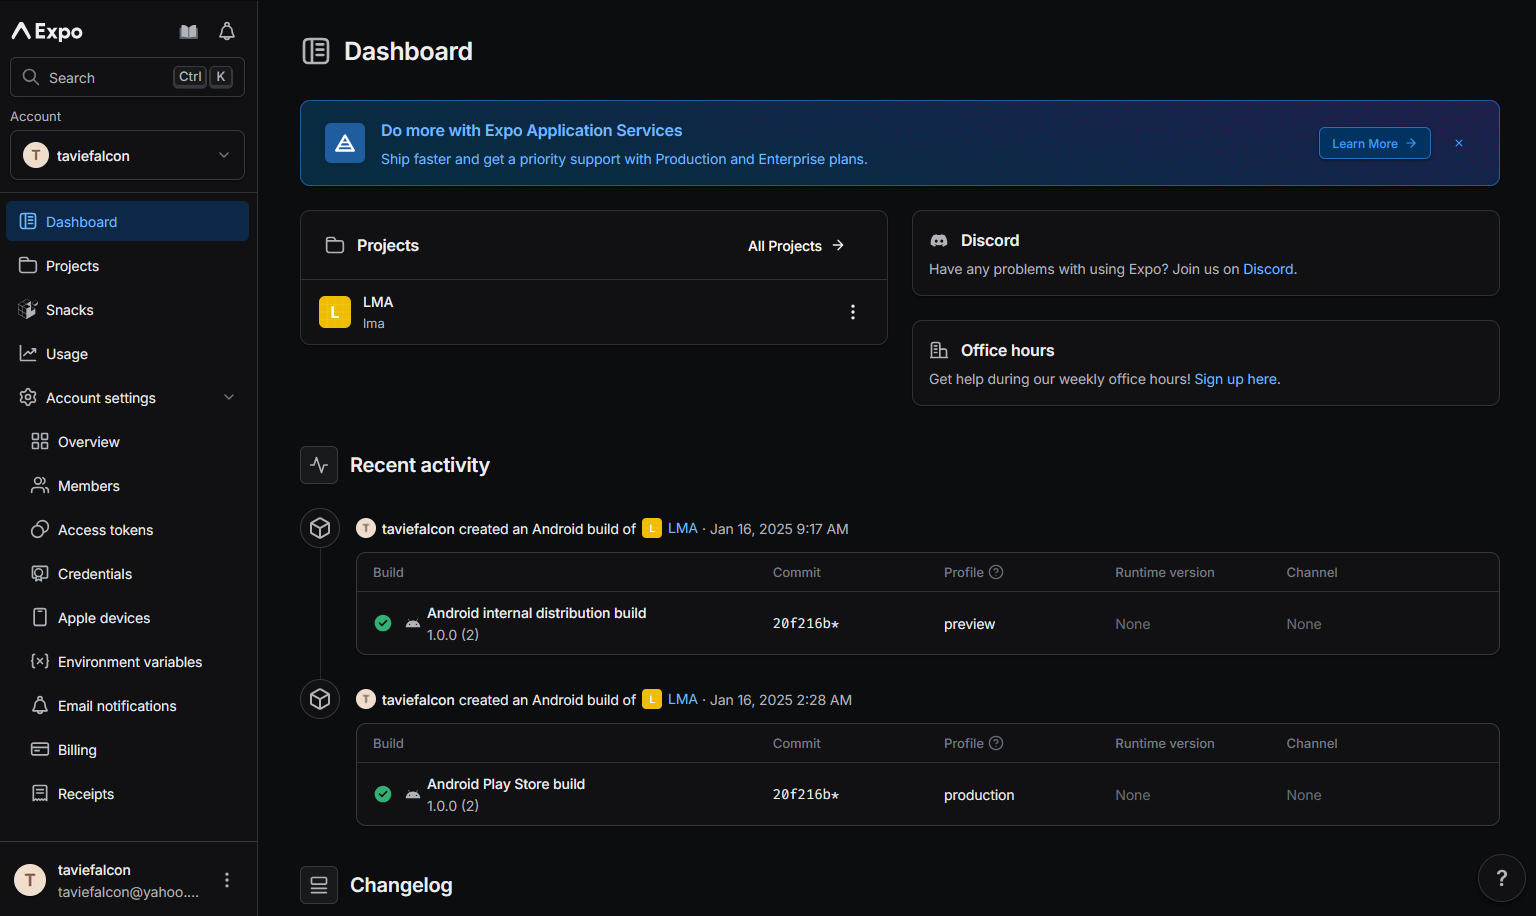 Expo
Search Ctrl K
Account
T taviefalcon
Dashboard
Projects
Snacks
Usage
Account settings
Overview
Members
Access tokens
Credentials
Apple devices
Environment variables
Email notifications
Billing
Receipts
T taviefalcon
taviefalcon@yahoo....
Dashboard
Do more with Expo Application Services
Ship faster and get a priority support with Production and Enterprise plans.
Learn More → ×
Projects All Projects →
L LMA
lma
Discord
Have any problems with using Expo? Join us on Discord.
Office hours
Get help during our weekly office hours! Sign up here.
Recent activity
T taviefalcon created an Android build of L LMA · Jan 16, 2025 9:17 AM
Build Commit Profile ? Runtime version Channel
Android internal distribution build
1.0.0 (2)
20f216b* preview None None
T taviefalcon created an Android build of L LMA · Jan 16, 2025 2:28 AM
Build Commit Profile ? Runtime version Channel
Android Play Store build
1.0.0 (2)
20f216b* production None None
Changelog
?